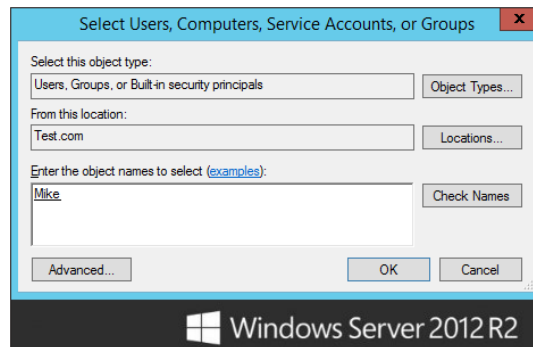 Select Users, Computers, Service Accounts, or Groups
x
Select this object type:
Users, Groups, or Built-in security principals
Object Types...
From this location:
Test.com
Locations...
Enter the object names to select (examples):
Mike
Check Names
Advanced...
OK
Cancel
Windows Server 2012 R2